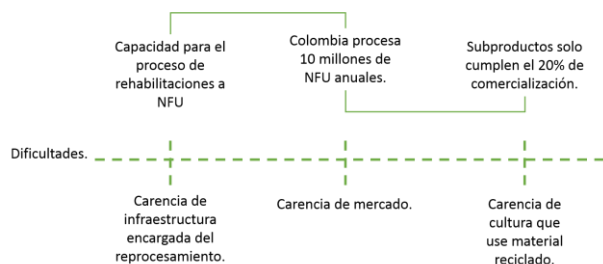 Capacidad para el
proceso de
rehabilitaciones a
NFU
Colombia procesa
10 millones de
NFU anuales.
Subproductos solo
cumplen el 20% de
comercialización.
Dificultades.
Carencia de
infraestructura
encargada del
reprocesamiento.
Carencia de mercado.
Carencia de
cultura que
use material
reciclado.